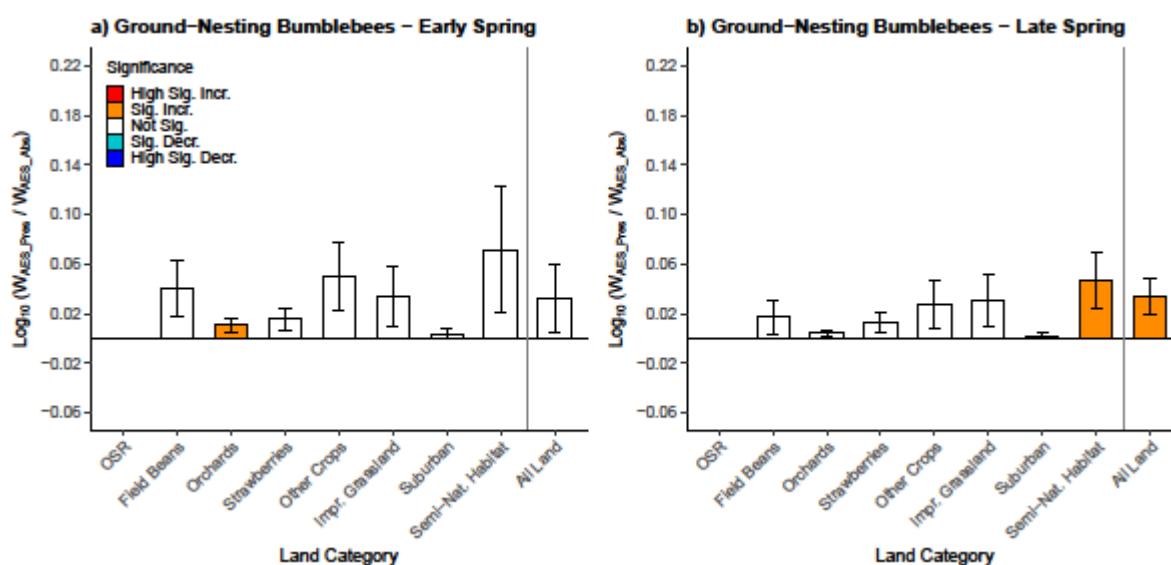 a) Ground-Nesting Bumblebees - Early Spring
Significance
High Sig. Incr.
Sig. Incr.
Not Sig.
Sig. Decr.
High Sig. Decr.
Log10 (WAES_Pres / WAES_Abs)
0.22
0.18
0.14
0.10
0.06
0.02
-0.02
-0.06
OSR
Field Beans
Orchards
Strawberries
Other Crops
Impr. Grassland
Suburban
Semi-Nat. Habitat
All Land
Land Category
b) Ground-Nesting Bumblebees - Late Spring
Log10 (WAES_Pres / WAES_Abs)
0.22
0.18
0.14
0.10
0.06
0.02
-0.02
-0.06
OSR
Field Beans
Orchards
Strawberries
Other Crops
Impr. Grassland
Suburban
Semi-Nat. Habitat
All Land
Land Category